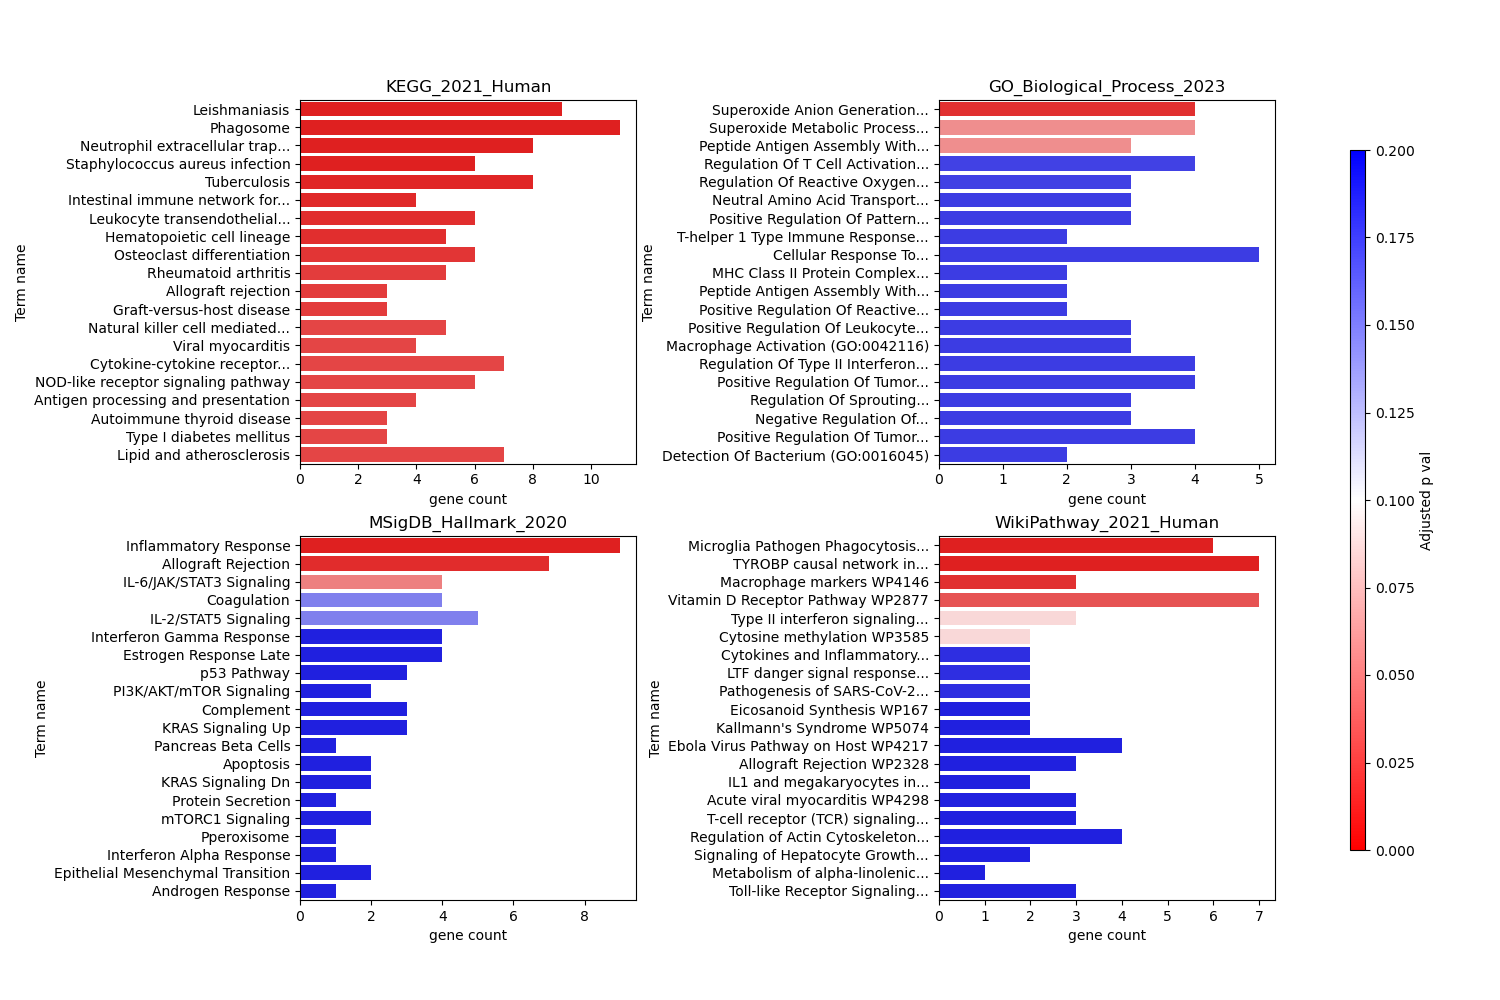 KEGG_2021_Human
Term name
Leishmaniasis
Phagosome
Neutrophil extracellular trap...
Staphylococcus aureus infection
Tuberculosis
Intestinal immune network for...
Leukocyte transendothelial...
Hematopoietic cell lineage
Osteoclast differentiation
Rheumatoid arthritis
Allograft rejection
Graft-versus-host disease
Natural killer cell mediated...
Viral myocarditis
Cytokine-cytokine receptor...
NOD-like receptor signaling pathway
Antigen processing and presentation
Autoimmune thyroid disease
Type I diabetes mellitus
Lipid and atherosclerosis
0 2 4 6 8 10
gene count
GO_Biological_Process_2023
Term name
Superoxide Anion Generation...
Superoxide Metabolic Process...
Peptide Antigen Assembly With...
Regulation Of T Cell Activation...
Regulation Of Reactive Oxygen...
Neutral Amino Acid Transport...
Positive Regulation Of Pattern...
T-helper 1 Type Immune Response...
Cellular Response To...
MHC Class II Protein Complex...
Peptide Antigen Assembly With...
Positive Regulation Of Reactive...
Positive Regulation Of Leukocyte...
Macrophage Activation (GO:0042116)
Regulation Of Type II Interferon...
Positive Regulation Of Tumor...
Regulation Of Sprouting...
Negative Regulation Of...
Positive Regulation Of Tumor...
Detection Of Bacterium (GO:0016045)
0 1 2 3 4 5
gene count
MSigDB_Hallmark_2020
Term name
Inflammatory Response
Allograft Rejection
IL-6/JAK/STAT3 Signaling
Coagulation
IL-2/STAT5 Signaling
Interferon Gamma Response
Estrogen Response Late
p53 Pathway
PI3K/AKT/mTOR Signaling
Complement
KRAS Signaling Up
Pancreas Beta Cells
Apoptosis
KRAS Signaling Dn
Protein Secretion
mTORC1 Signaling
Pperoxisome
Interferon Alpha Response
Epithelial Mesenchymal Transition
Androgen Response
0 2 4 6 8
gene count
WikiPathway_2021_Human
Term name
Microglia Pathogen Phagocytosis...
TYROBP causal network in...
Macrophage markers WP4146
Vitamin D Receptor Pathway WP2877
Type II interferon signaling...
Cytosine methylation WP3585
Cytokines and Inflammatory...
LTF danger signal response...
Pathogenesis of SARS-CoV-2...
Eicosanoid Synthesis WP167
Kallmann's Syndrome WP5074
Ebola Virus Pathway on Host WP4217
Allograft Rejection WP2328
IL1 and megakaryocytes in...
Acute viral myocarditis WP4298
T-cell receptor (TCR) signaling...
Regulation of Actin Cytoskeleton...
Signaling of Hepatocyte Growth...
Metabolism of alpha-linolenic...
Toll-like Receptor Signaling...
0 1 2 3 4 5 6 7
gene count
0.200
0.175
0.150
0.125
0.100
0.075
0.050
0.025
0.000
Adjusted p val